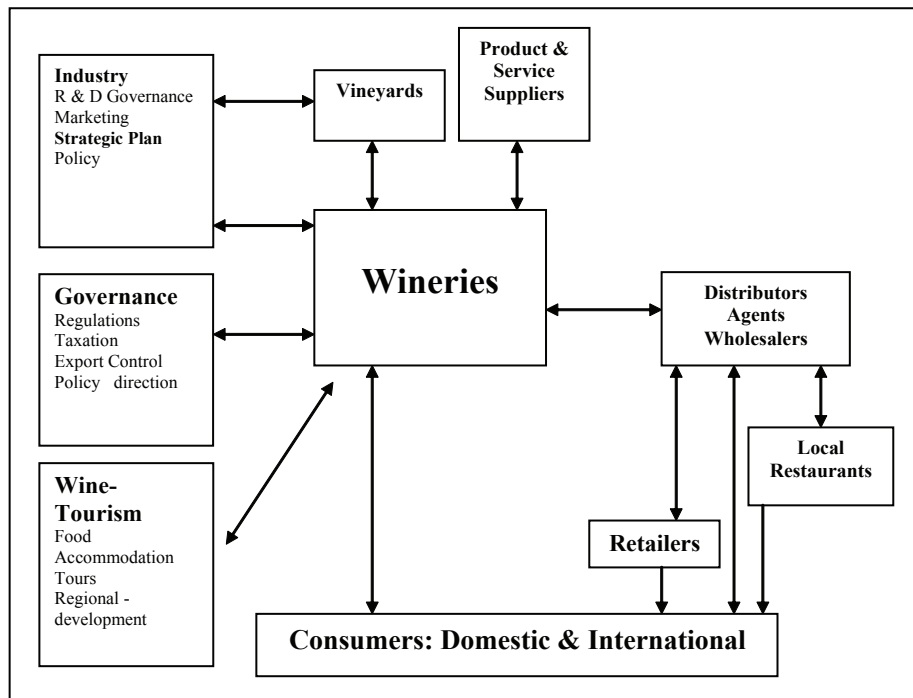 Industry
R & D Governance
Marketing
Strategic Plan
Policy
Vineyards
Product &
Service
Suppliers
Wineries
Governance
Regulations
Taxation
Export Control
Policy direction
Distributors
Agents
Wholesalers
Local
Restaurants
Wine-
Tourism
Food
Accommodation
Tours
Regional -
development
Retailers
Consumers: Domestic & International